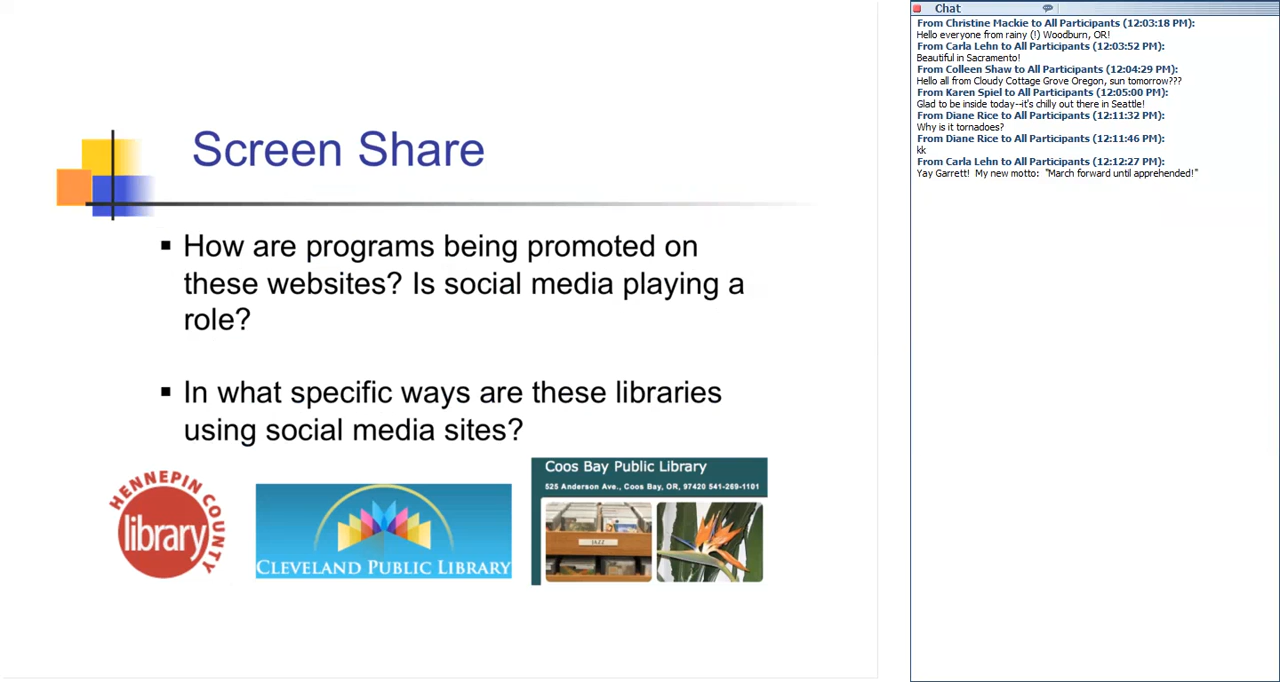 Screen Share
How are programs being promoted on
these websites? Is social media playing a
role?
In what specific ways are these libraries
using social media sites?
HENNEPIN COUNTY
library
CLEVELAND PUBLIC LIBRARY
Coos Bay Public Library
525 Anderson Ave., Coos Bay, OR, 97420 541-269-1101
JAZZ
Chat
From Christine Mackie to All Participants (12:03:18 PM):
Hello everyone from rainy (!) Woodburn, OR!
From Carla Lehn to All Participants (12:03:52 PM):
Beautiful in Sacramento!
From Colleen Shaw to All Participants (12:04:29 PM):
Hello all from Cloudy Cottage Grove Oregon, sun tomorrow???
From Karen Spiel to All Participants (12:05:00 PM):
Glad to be inside today--it's chilly out there in Seattle!
From Diane Rice to All Participants (12:11:32 PM):
Why is it tornadoes?
From Diane Rice to All Participants (12:11:46 PM):
kk
From Carla Lehn to All Participants (12:12:27 PM):
Yay Garrett!  My new motto:  "March forward until apprehended!"